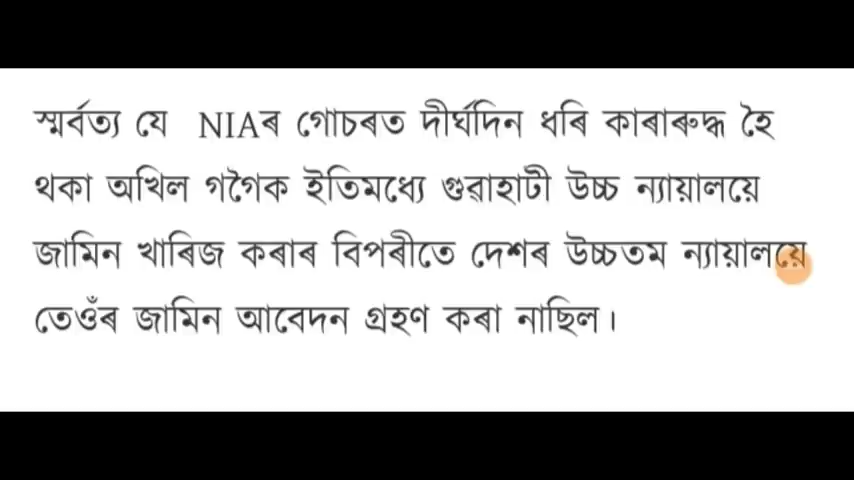 স্মৰ্বত্য যে NIAৰ গোচৰত দীৰ্ঘদিন ধৰি কাৰাৰুদ্ধ হৈ
থকা অখিল গগৈক ইতিমধ্যে গুৱাহাটী উচ্চ ন্যায়ালয়ে
জামিন খাৰিজ কৰাৰ বিপৰীতে দেশৰ উচ্চতম ন্যায়ালয়ে
তেওঁৰ জামিন আবেদন গ্ৰহণ কৰা নাছিল।